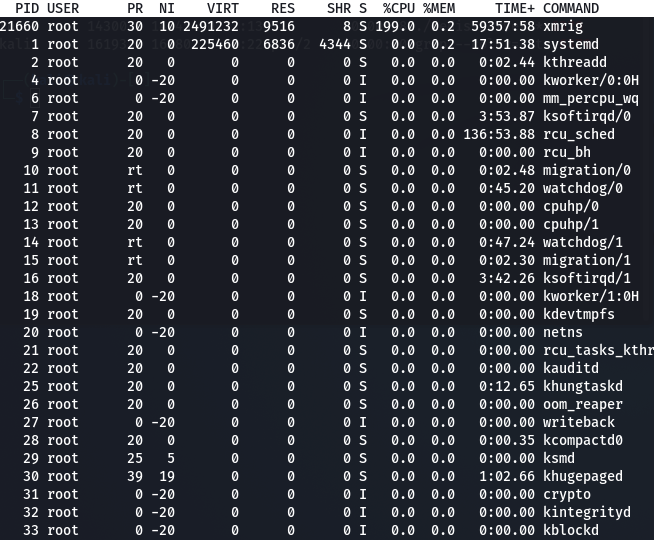 PID USER PR NI VIRT RES SHR S %CPU %MEM TIME+ COMMAND
21660 root 30 10 2491232 9516 8 S 199.0 0.2 59357:58 xmrig
1 root 20 0 225460 6836 4344 S 0.0 0.2 17:51.38 systemd
2 root 20 0 0 0 0 S 0.0 0.0 0:02.44 kthreadd
4 root 0 -20 0 0 0 I 0.0 0.0 0:00.00 kworker/0:0H
6 root 0 -20 0 0 0 I 0.0 0.0 0:00.00 mm_percpu_wq
7 root 20 0 0 0 0 S 0.0 0.0 3:53.87 ksoftirqd/0
8 root 20 0 0 0 0 I 0.0 0.0 136:53.88 rcu_sched
9 root 20 0 0 0 0 I 0.0 0.0 0:00.00 rcu_bh
10 root rt 0 0 0 0 S 0.0 0.0 0:02.48 migration/0
11 root rt 0 0 0 0 S 0.0 0.0 0:45.20 watchdog/0
12 root 20 0 0 0 0 S 0.0 0.0 0:00.00 cpuhp/0
13 root 20 0 0 0 0 S 0.0 0.0 0:00.00 cpuhp/1
14 root rt 0 0 0 0 S 0.0 0.0 0:47.24 watchdog/1
15 root rt 0 0 0 0 S 0.0 0.0 0:02.30 migration/1
16 root 20 0 0 0 0 S 0.0 0.0 3:42.26 ksoftirqd/1
18 root 0 -20 0 0 0 I 0.0 0.0 0:00.00 kworker/1:0H
19 root 20 0 0 0 0 S 0.0 0.0 0:00.00 kdevtmpfs
20 root 0 -20 0 0 0 I 0.0 0.0 0:00.00 netns
21 root 20 0 0 0 0 S 0.0 0.0 0:00.00 rcu_tasks_kthr
22 root 20 0 0 0 0 S 0.0 0.0 0:00.00 kauditd
25 root 20 0 0 0 0 S 0.0 0.0 0:12.65 khungtaskd
26 root 20 0 0 0 0 S 0.0 0.0 0:00.00 oom_reaper
27 root 0 -20 0 0 0 I 0.0 0.0 0:00.00 writeback
28 root 20 0 0 0 0 S 0.0 0.0 0:00.35 kcompactd0
29 root 25 5 0 0 0 S 0.0 0.0 0:00.00 ksmd
30 root 39 19 0 0 0 S 0.0 0.0 1:02.66 khugepaged
31 root 0 -20 0 0 0 I 0.0 0.0 0:00.00 crypto
32 root 0 -20 0 0 0 I 0.0 0.0 0:00.00 kintegrityd
33 root 0 -20 0 0 0 I 0.0 0.0 0:00.00 kblockd